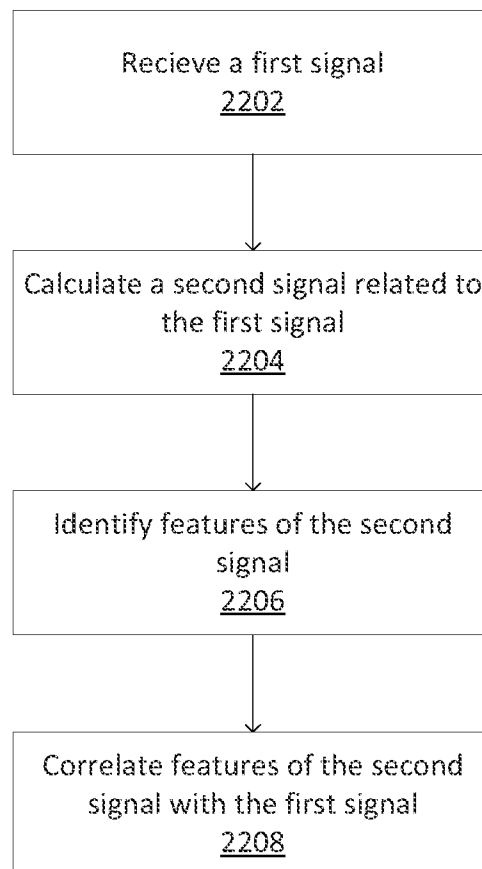 Recieve a first signal
2202
Calculate a second signal related to
the first signal
2204
Identify features of the second
signal
2206
Correlate features of the second
signal with the first signal
2208